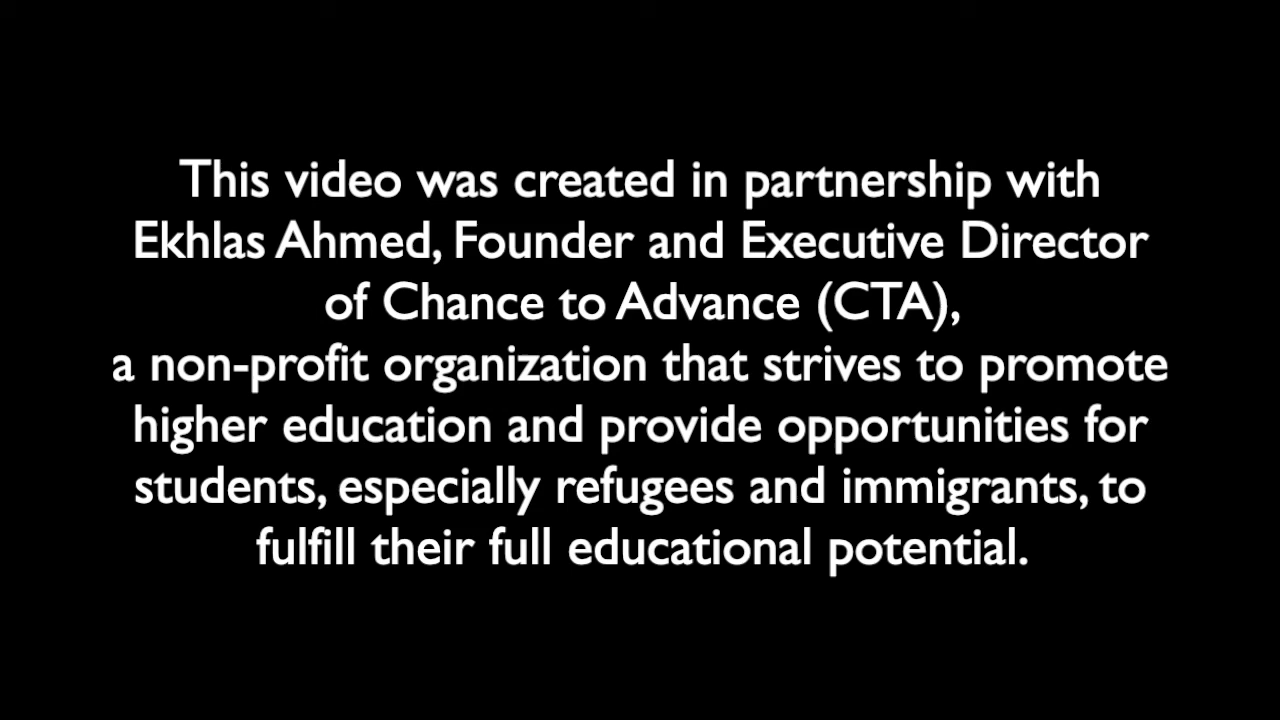 This video was created in partnership with
Ekhlas Ahmed, Founder and Executive Director
of Chance to Advance (CTA),
a non-profit organization that strives to promote
higher education and provide opportunities for
students, especially refugees and immigrants, to
fulfill their full educational potential.